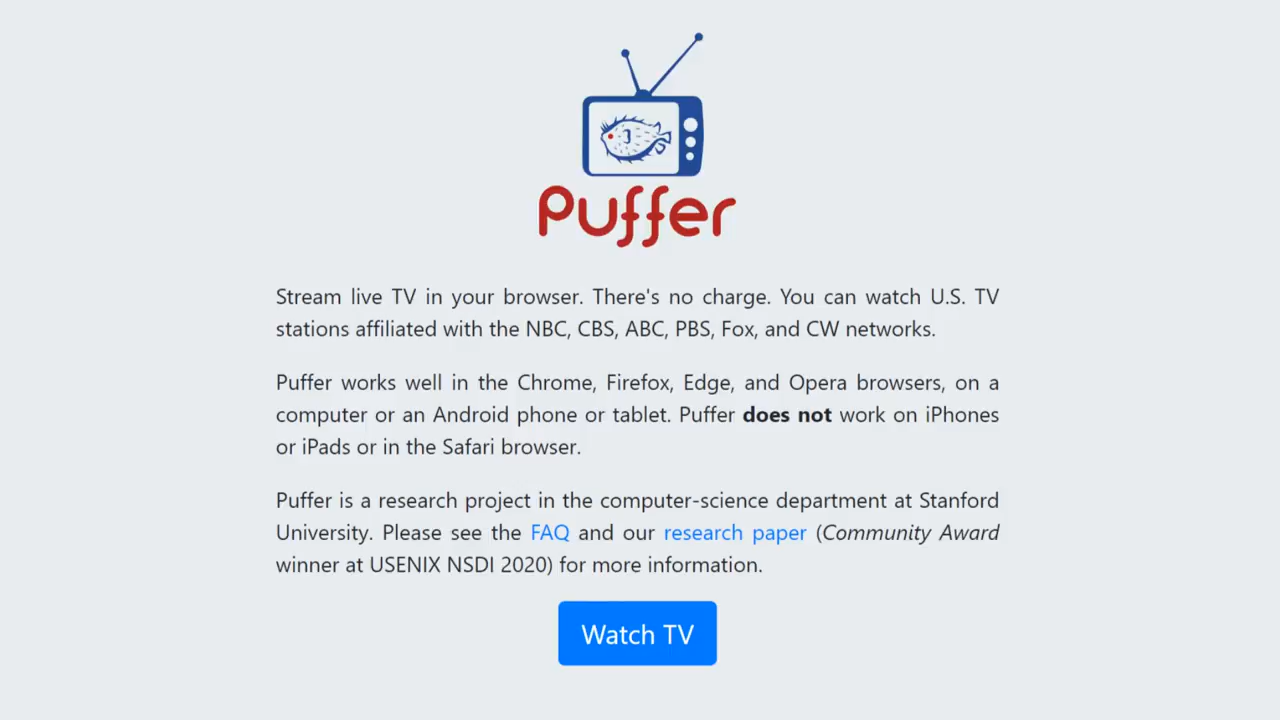 Puffer
Stream live TV in your browser. There's no charge. You can watch U.S. TV
stations affiliated with the NBC, CBS, ABC, PBS, Fox, and CW networks.
Puffer works well in the Chrome, Firefox, Edge, and Opera browsers, on a
computer or an Android phone or tablet. Puffer does not work on iPhones
or iPads or in the Safari browser.
Puffer is a research project in the computer-science department at Stanford
University. Please see the FAQ and our research paper (Community Award
winner at USENIX NSDI 2020) for more information.
Watch TV